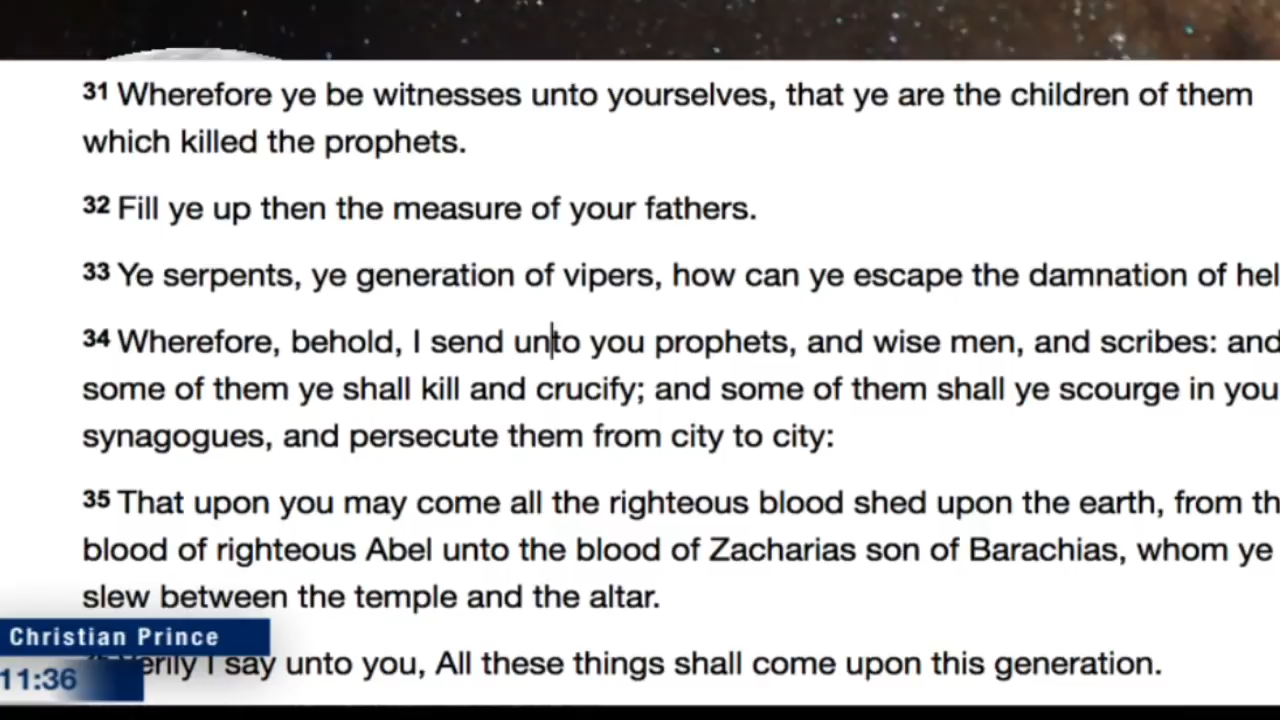 31 Wherefore ye be witnesses unto yourselves, that ye are the children of them
which killed the prophets.
32 Fill ye up then the measure of your fathers.
33 Ye serpents, ye generation of vipers, how can ye escape the damnation of hel
34 Wherefore, behold, I send unto you prophets, and wise men, and scribes: and
some of them ye shall kill and crucify; and some of them shall ye scourge in you
synagogues, and persecute them from city to city:
35 That upon you may come all the righteous blood shed upon the earth, from th
blood of righteous Abel unto the blood of Zacharias son of Barachias, whom ye
slew between the temple and the altar.
Christian Prince
Verily I say unto you, All these things shall come upon this generation.
11:36